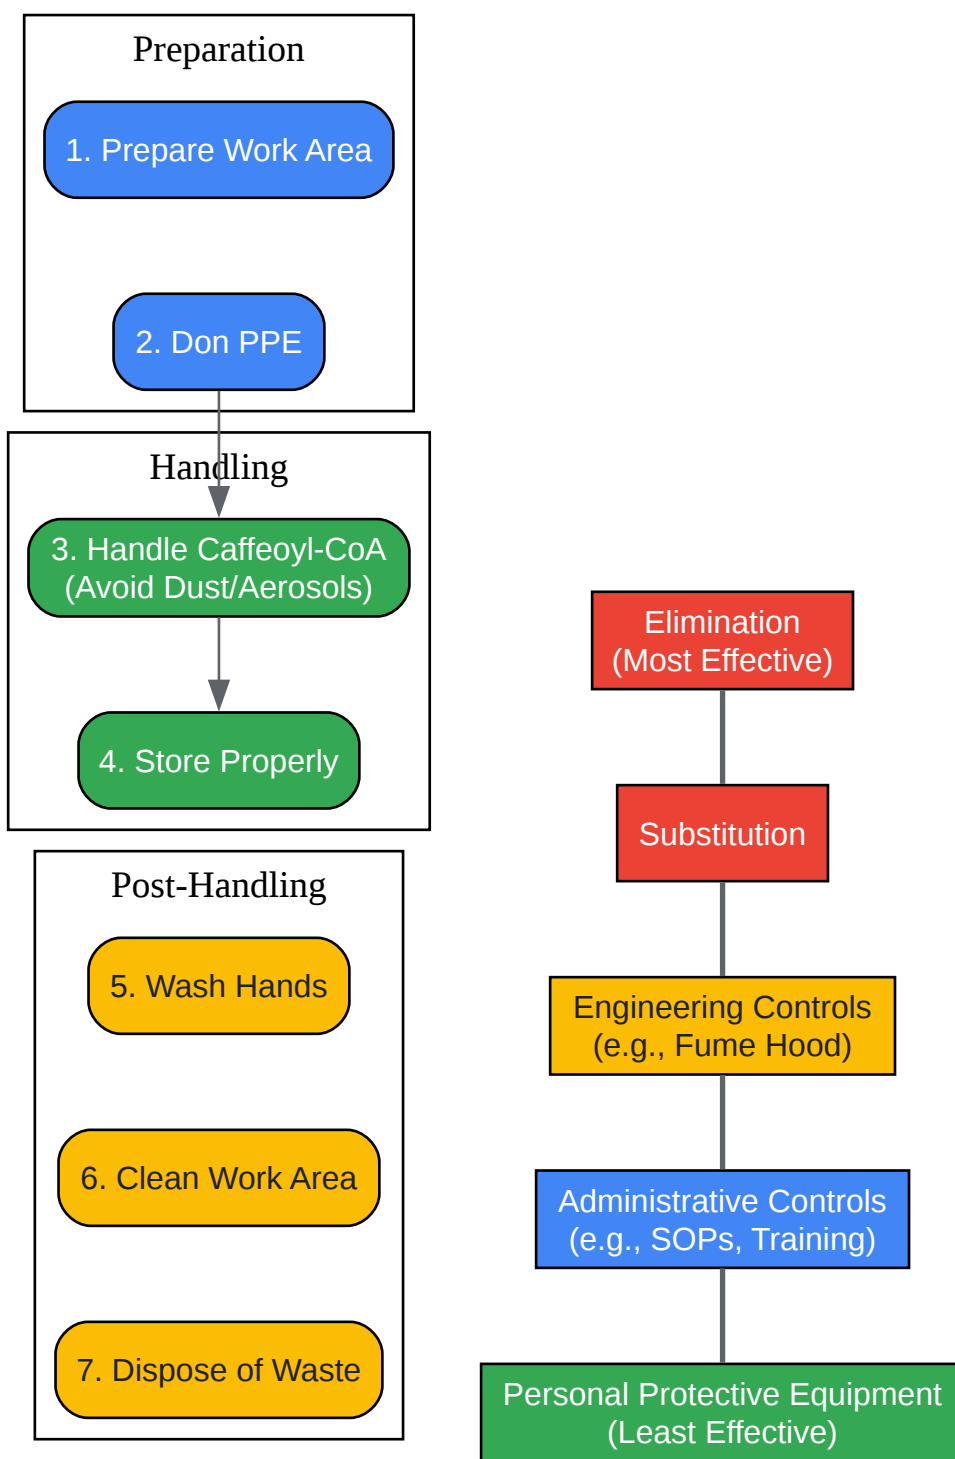 Preparation
1. Prepare Work Area
2. Don PPE
Handling
3. Handle Caffeoyl-CoA
(Avoid Dust/Aerosols)
4. Store Properly
Post-Handling
5. Wash Hands
6. Clean Work Area
7. Dispose of Waste
Elimination
(Most Effective)
Substitution
Engineering Controls
(e.g., Fume Hood)
Administrative Controls
(e.g., SOPs, Training)
Personal Protective Equipment
(Least Effective)